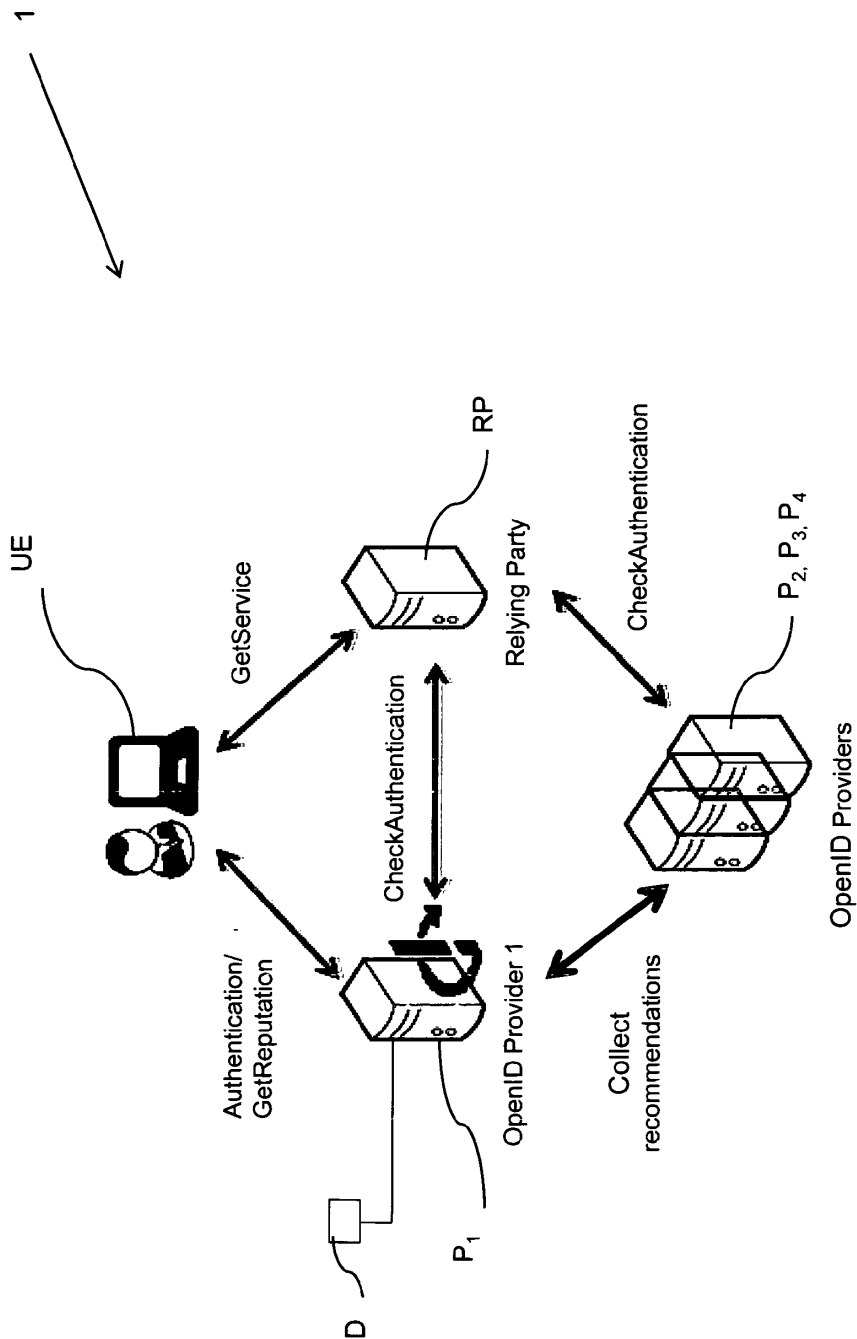 1
UE
GetService
Authentication/
GetReputation
CheckAuthentication
RP
Relying Party
D
P₁
OpenID Provider 1
CheckAuthentication
Collect
recommendations
P₂, P₃, P₄
OpenID Providers